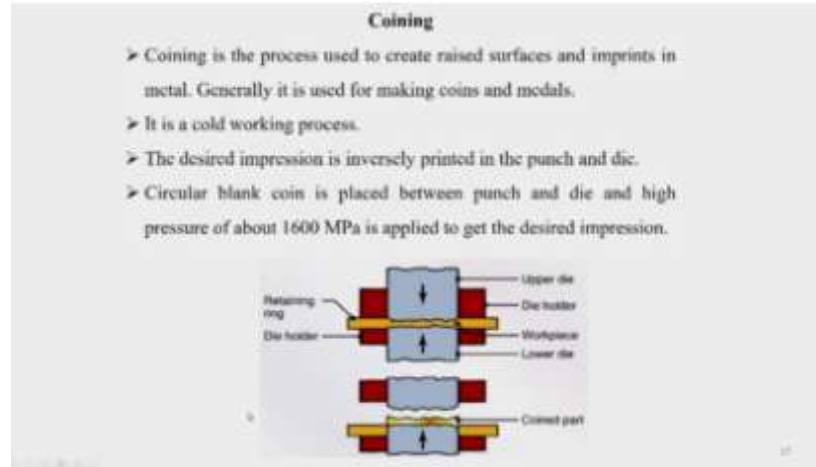 Coining
➢ Coining is the process used to create raised surfaces and imprints in
metal. Generally it is used for making coins and medals.
➢ It is a cold working process.
➢ The desired impression is inversely printed in the punch and die.
➢ Circular blank coin is placed between punch and die and high
pressure of about 1600 MPa is applied to get the desired impression.
Upper die
Retaining
ring
Die holder
Die holder
Workpiece
Lower die
Coined part